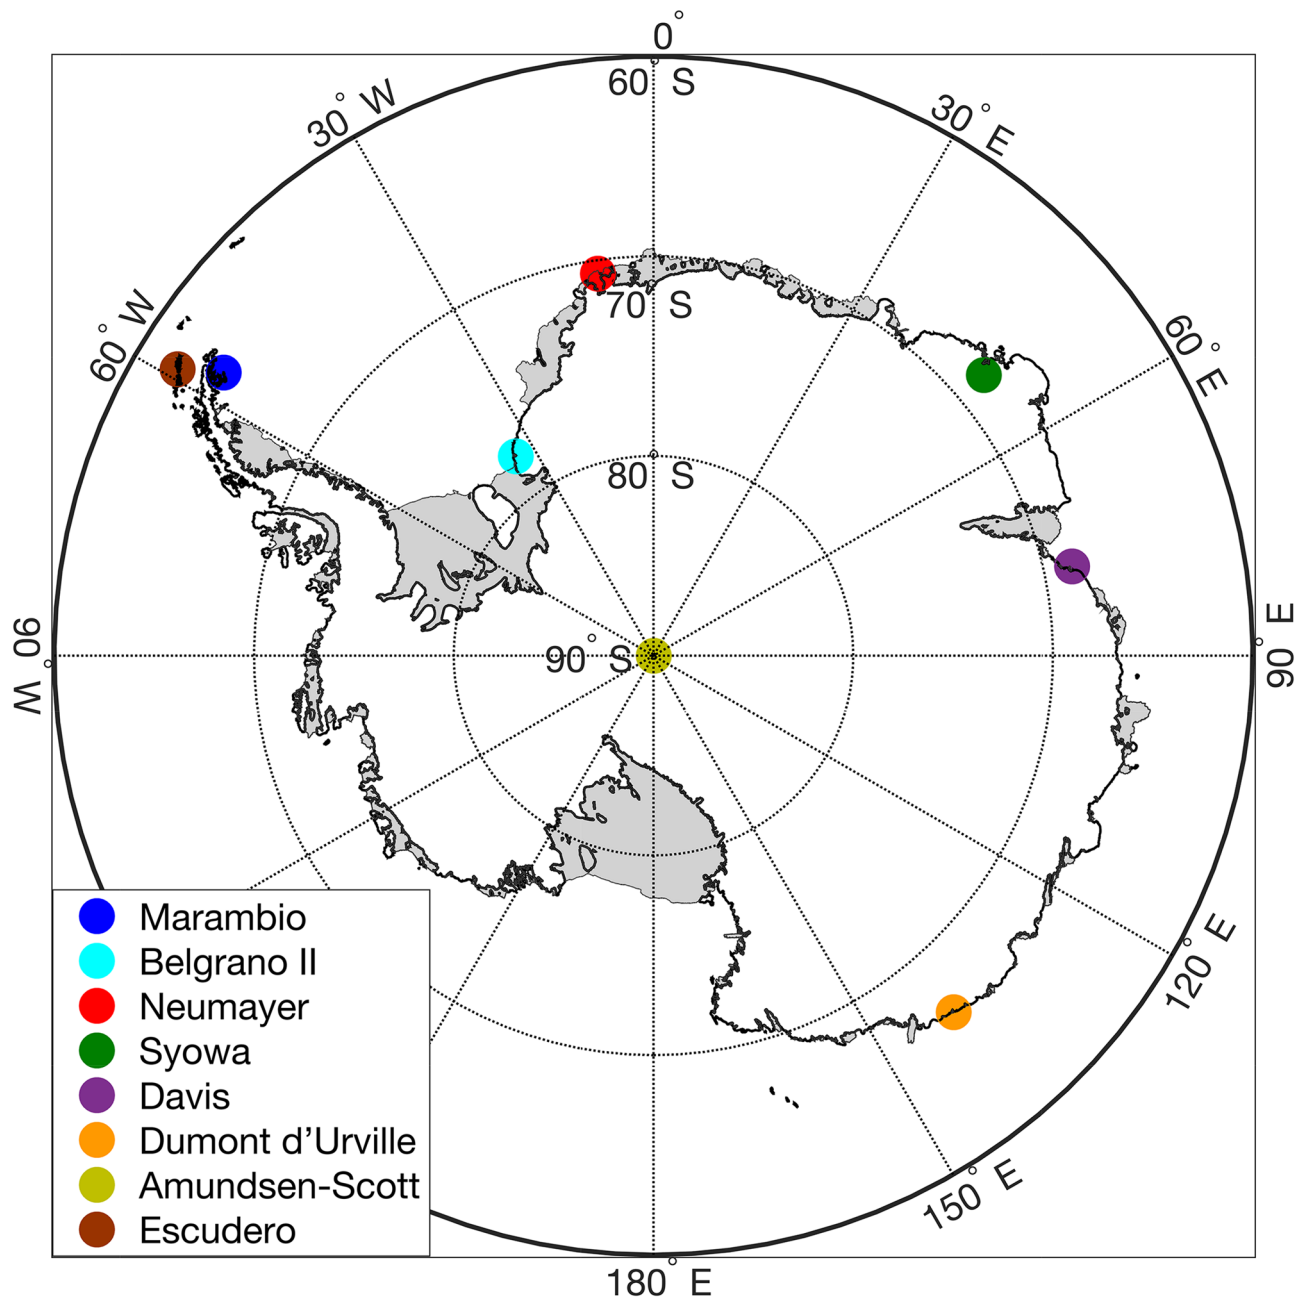 0°
60 S
30° W
30° E
60° W
60° E
70 S
80 S
90° S
90° W
90° E
120° E
150° E
180° E
Marambio
Belgrano II
Neumayer
Syowa
Davis
Dumont d’Urville
Amundsen-Scott
Escudero